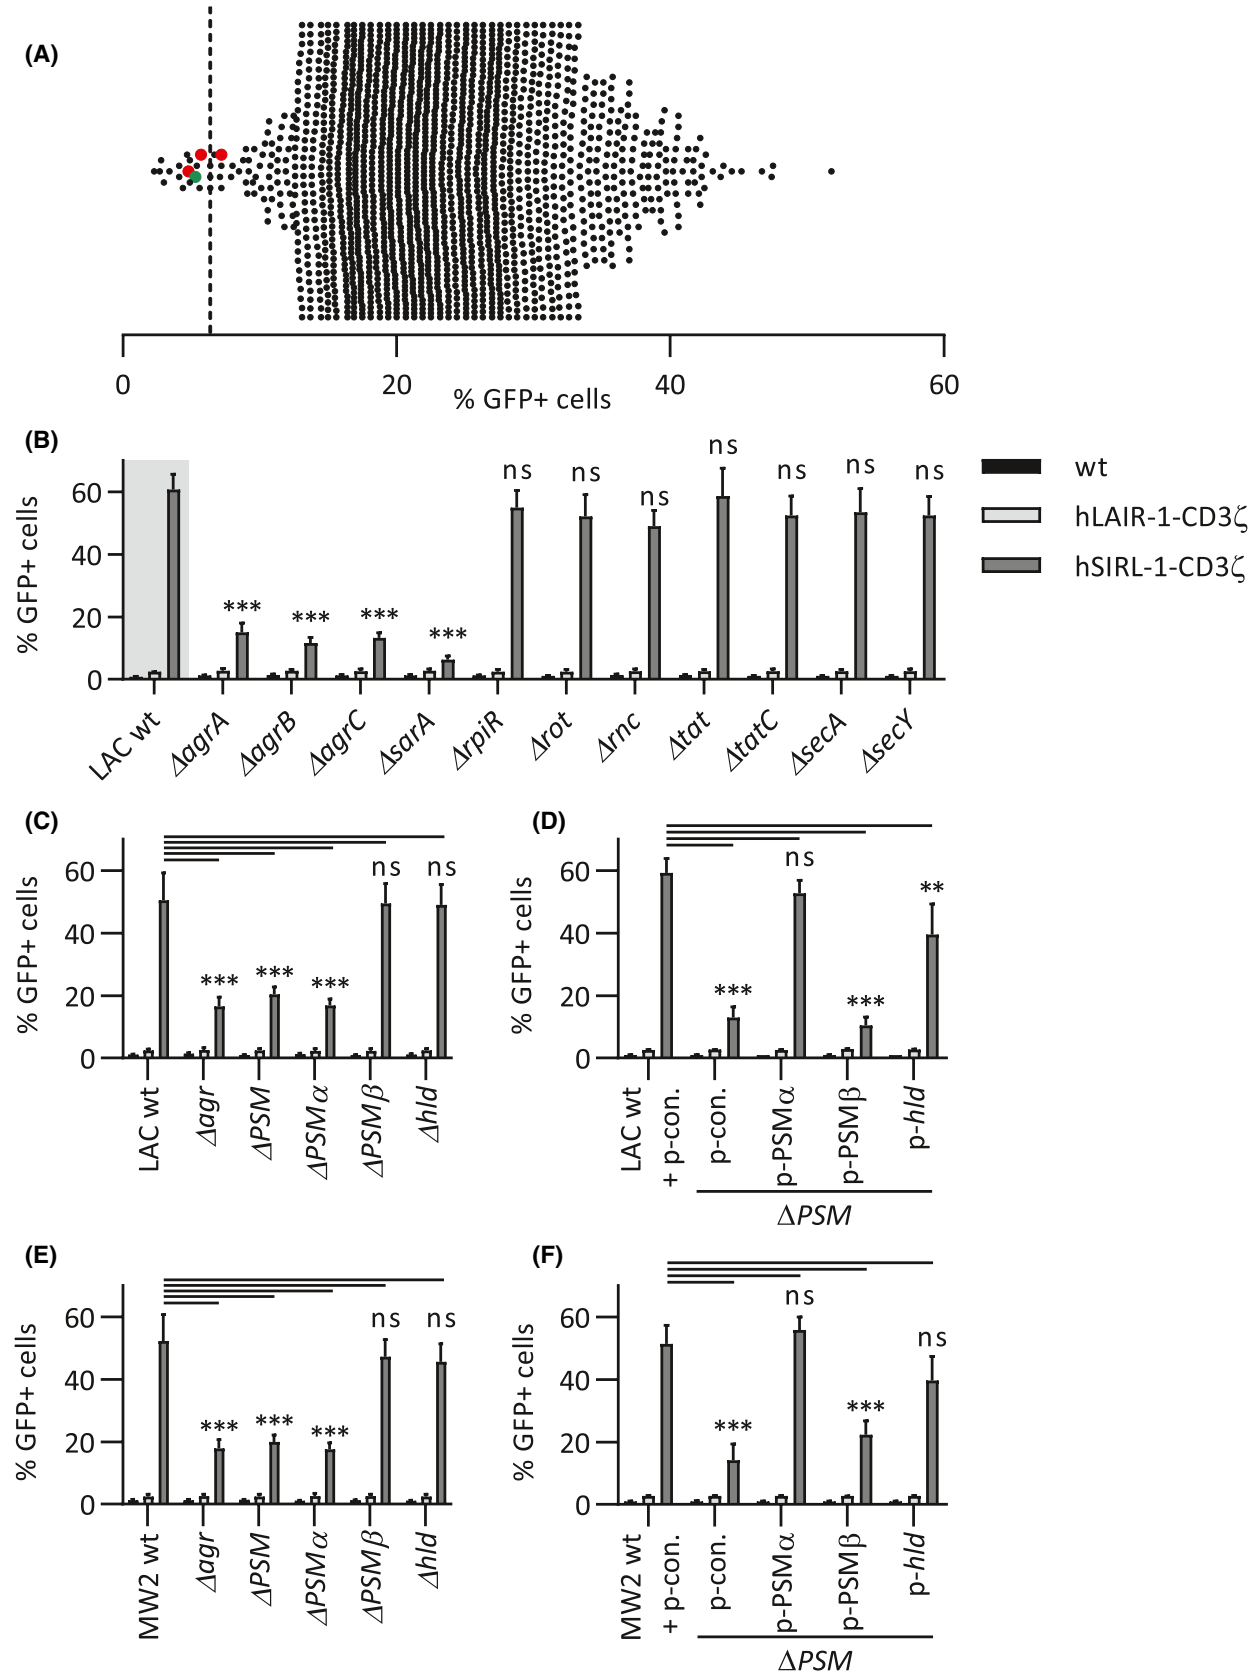 (A)
0 20 40 60
% GFP+ cells
(B)
% GFP+ cells
60
40
20
0
*** *** *** *** ns ns ns ns ns ns ns
LAC wt ΔagrA ΔagrB ΔagrC ΔsarA ΔrpiR Δrot Δrnc Δtat ΔtatC ΔsecA ΔsecY
wt
hLAIR-1-CD3ζ
hSIRL-1-CD3ζ
(C)
% GFP+ cells
60
40
20
0
*** *** *** ns ns
LAC wt Δagr ΔPSM ΔPSMα ΔPSMβ Δhld
(D)
% GFP+ cells
60
40
20
0
*** ns *** **
LAC wt
+ p-con.
p-con. p-PSMα p-PSMβ p-hld
ΔPSM
(E)
% GFP+ cells
60
40
20
0
*** *** *** ns ns
MW2 wt Δagr ΔPSM ΔPSMα ΔPSMβ Δhld
(F)
% GFP+ cells
60
40
20
0
*** ns *** ns
MW2 wt
+ p-con.
p-con. p-PSMα p-PSMβ p-hld
ΔPSM